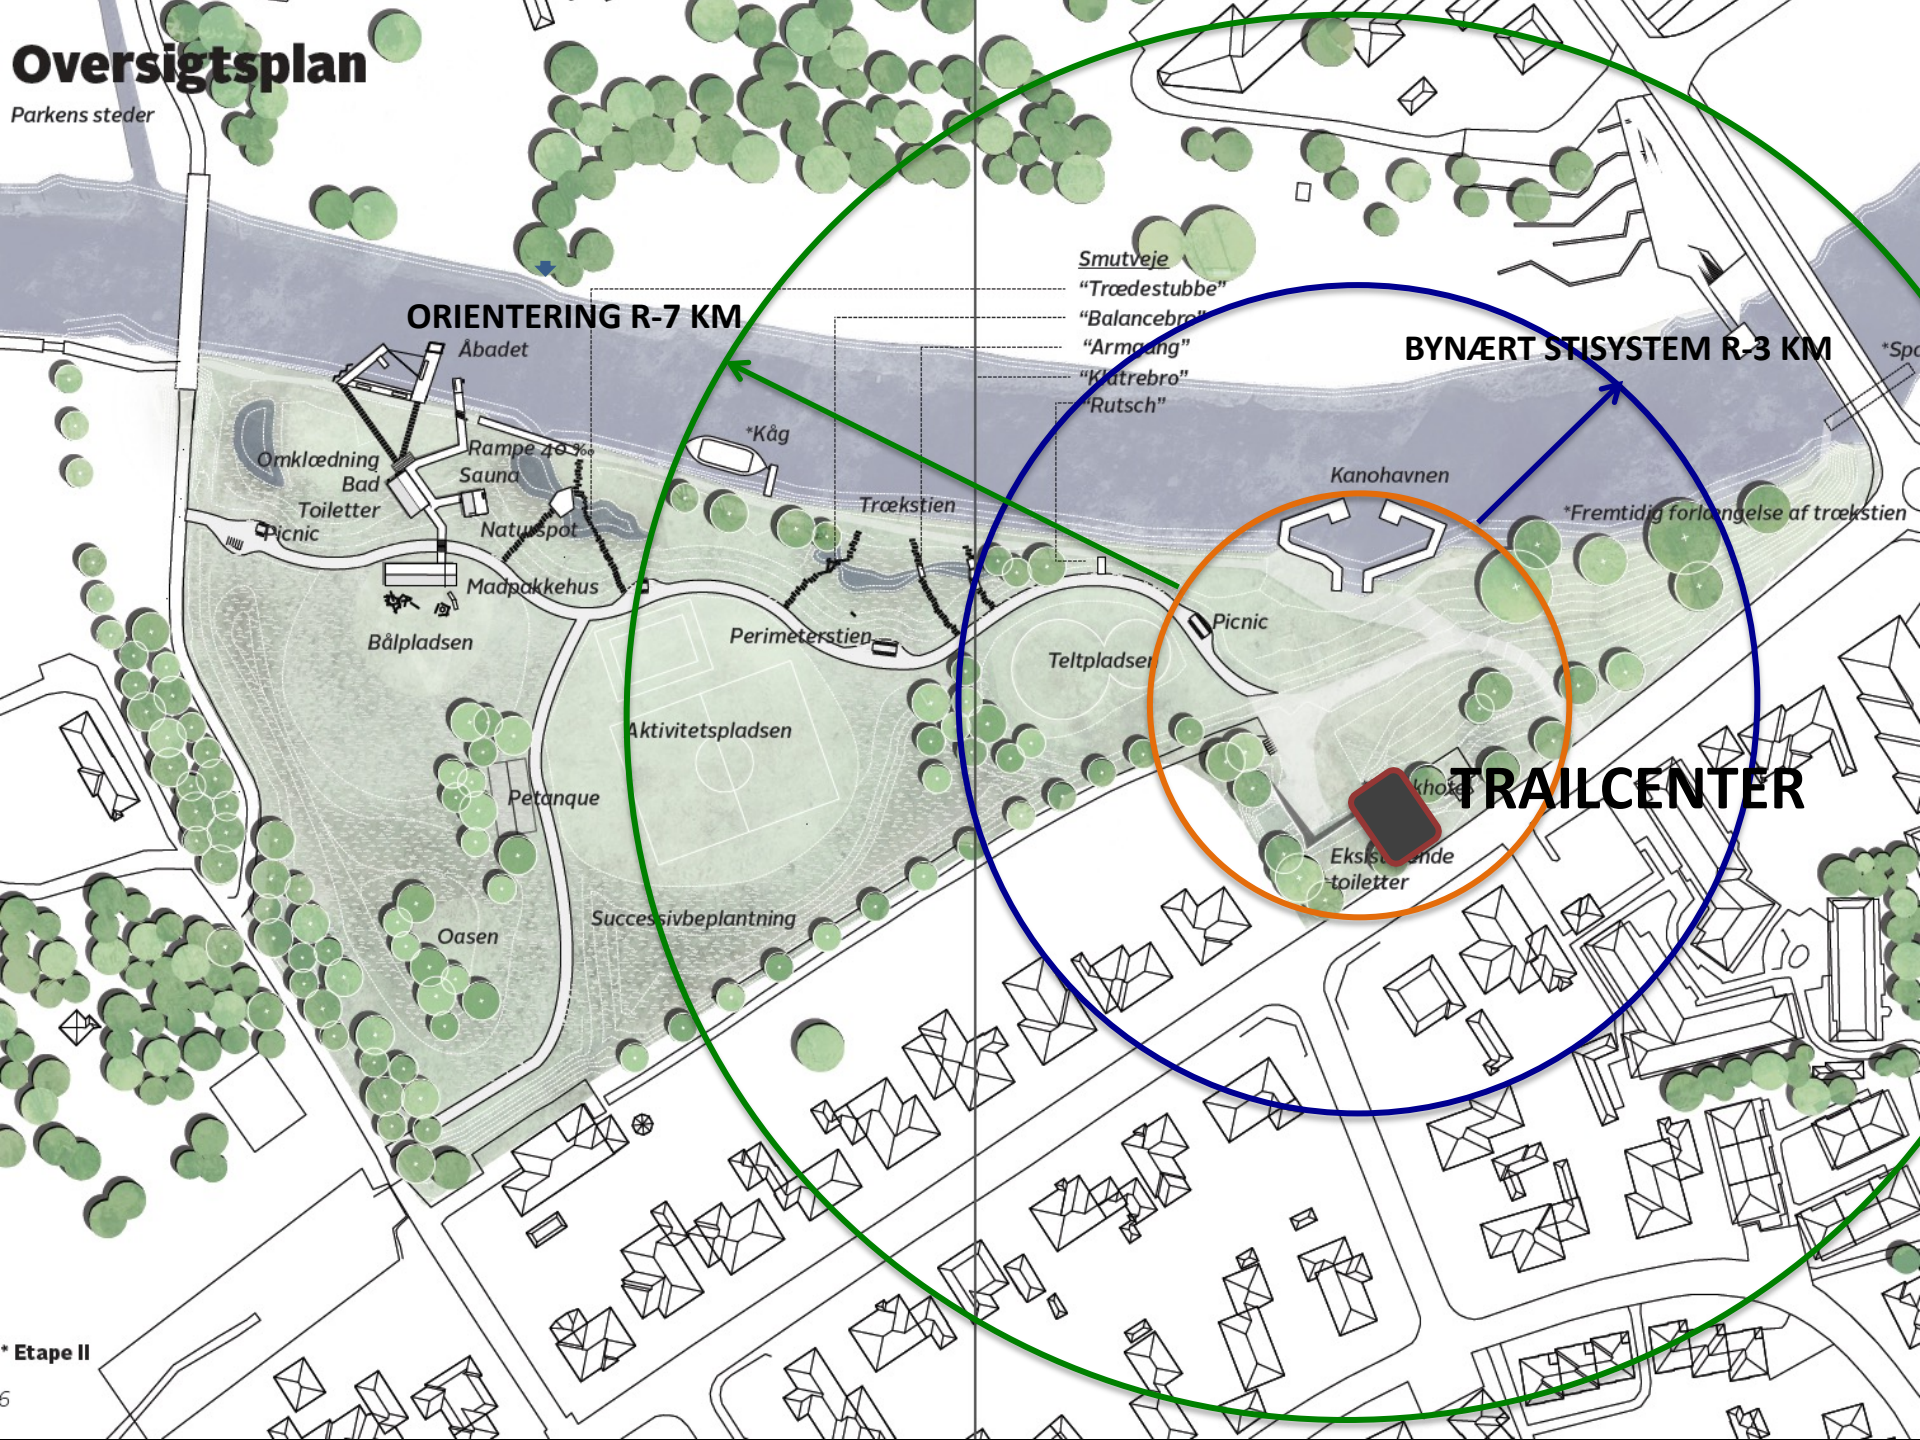 Oversigtsplan
Parkens steder
Smutveje
“Trædestubbe”
“Balancebro”
“Armgang”
“Klatrebro”
“Rutsch”
ORIENTERING R-7 KM
BYNÆRT STISYSTEM R-3 KM
Åbadet
*Kåg
Rampe 40 ‰
Omklædning
Bad
Toiletter
Sauna
Kanohavnen
Trækstien
*Fremtidig forlængelse af trækstien
Picnic
Naturspot
Madpakkehus
Picnic
Bålpladsen
Perimeterstien
Teltpladsen
Aktivitetspladsen
Petanque
TRAILCENTER
Eksisterende
toiletter
Successivbeplantning
Oasen
* Etape II
6